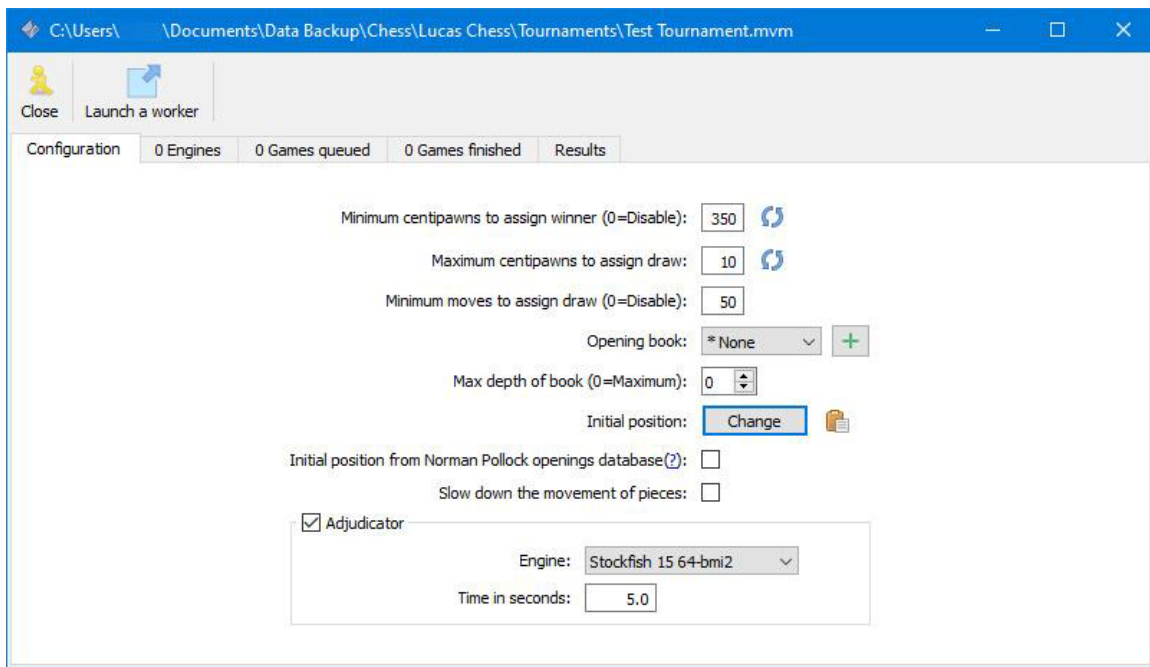 C:\Users\ \Documents\Data Backup\Chess\Lucas Chess\Tournaments\Test Tournament.mvm
Close Launch a worker
Configuration 0 Engines 0 Games queued 0 Games finished Results
Minimum centipawns to assign winner (0=Disable): 350
Maximum centipawns to assign draw: 10
Minimum moves to assign draw (0=Disable): 50
Opening book: * None
Max depth of book (0=Maximum): 0
Initial position: Change
Initial position from Norman Pollock openings database(?):
Slow down the movement of pieces:
Adjudicator
Engine: Stockfish 15 64-bmi2
Time in seconds: 5.0